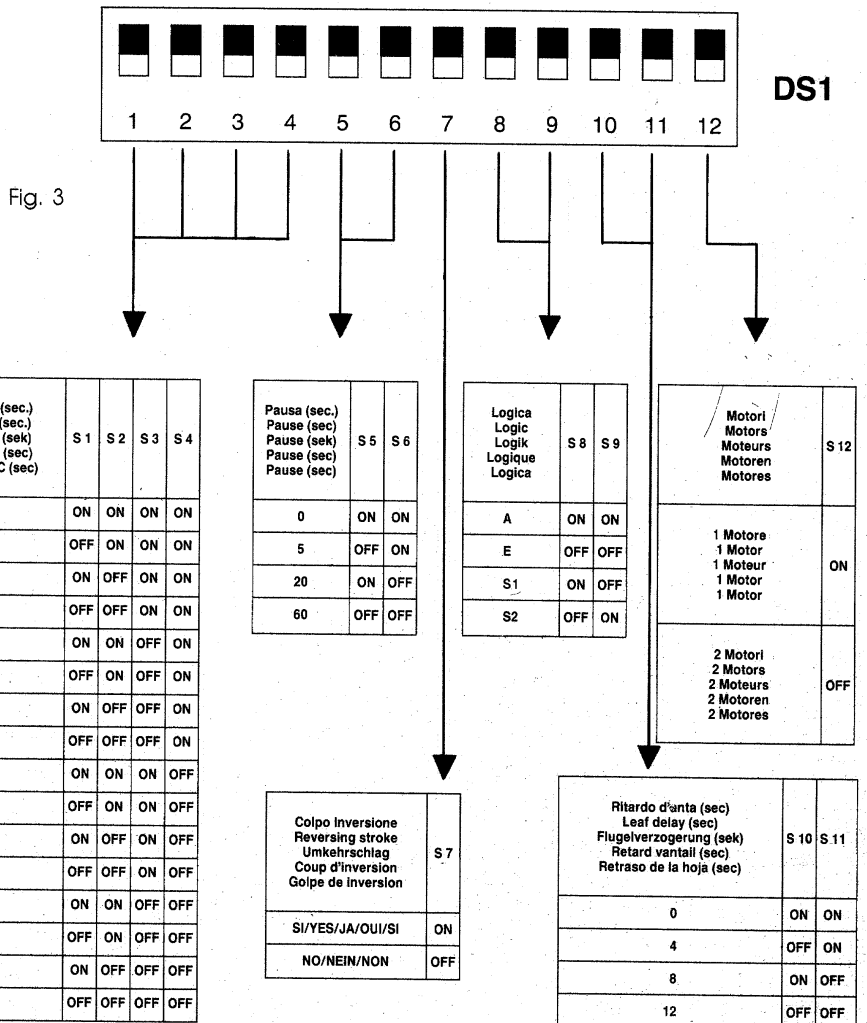 DS1
1 2 3 4 5 6 7 8 9 10 11 12
Fig. 3
(sec.)
(sec.)
(sek)
(sec)
C (sec)
S 1 S 2 S 3 S 4
ON ON ON ON
OFF ON ON ON
ON OFF ON ON
OFF OFF ON ON
ON ON OFF ON
OFF ON OFF ON
ON OFF OFF ON
OFF OFF OFF ON
ON ON ON OFF
OFF ON ON OFF
ON OFF ON OFF
OFF OFF ON OFF
ON ON OFF OFF
OFF ON OFF OFF
ON OFF OFF OFF
OFF OFF OFF OFF
Pausa (sec.)
Pause (sec)
Pause (sek)
Pause (sec)
Pause (sec)
S 5 S 6
0 ON ON
5 OFF ON
20 ON OFF
60 OFF OFF
Logica
Logic
Logik
Logique
Logica
S 8 S 9
A ON ON
E OFF OFF
S1 ON OFF
S2 OFF ON
Motori
Motors
Moteurs
Motoren
Motores
S 12
1 Motore
1 Motor
1 Moteur
1 Motor
1 Motor
ON
2 Motori
2 Motors
2 Moteurs
2 Motoren
2 Motores
OFF
Colpo Inversione
Reversing stroke
Umkehrschlag
Coup d'inversion
Golpe de inversion
S 7
SI/YES/JA/OUI/SI ON
NO/NEIN/NON OFF
Ritardo d'anta (sec)
Leaf delay (sec)
Flugelverzogerung (sek)
Retard vantail (sec)
Retraso de la hoja (sec)
S 10 S 11
0 ON ON
4 OFF ON
8 ON OFF
12 OFF OFF